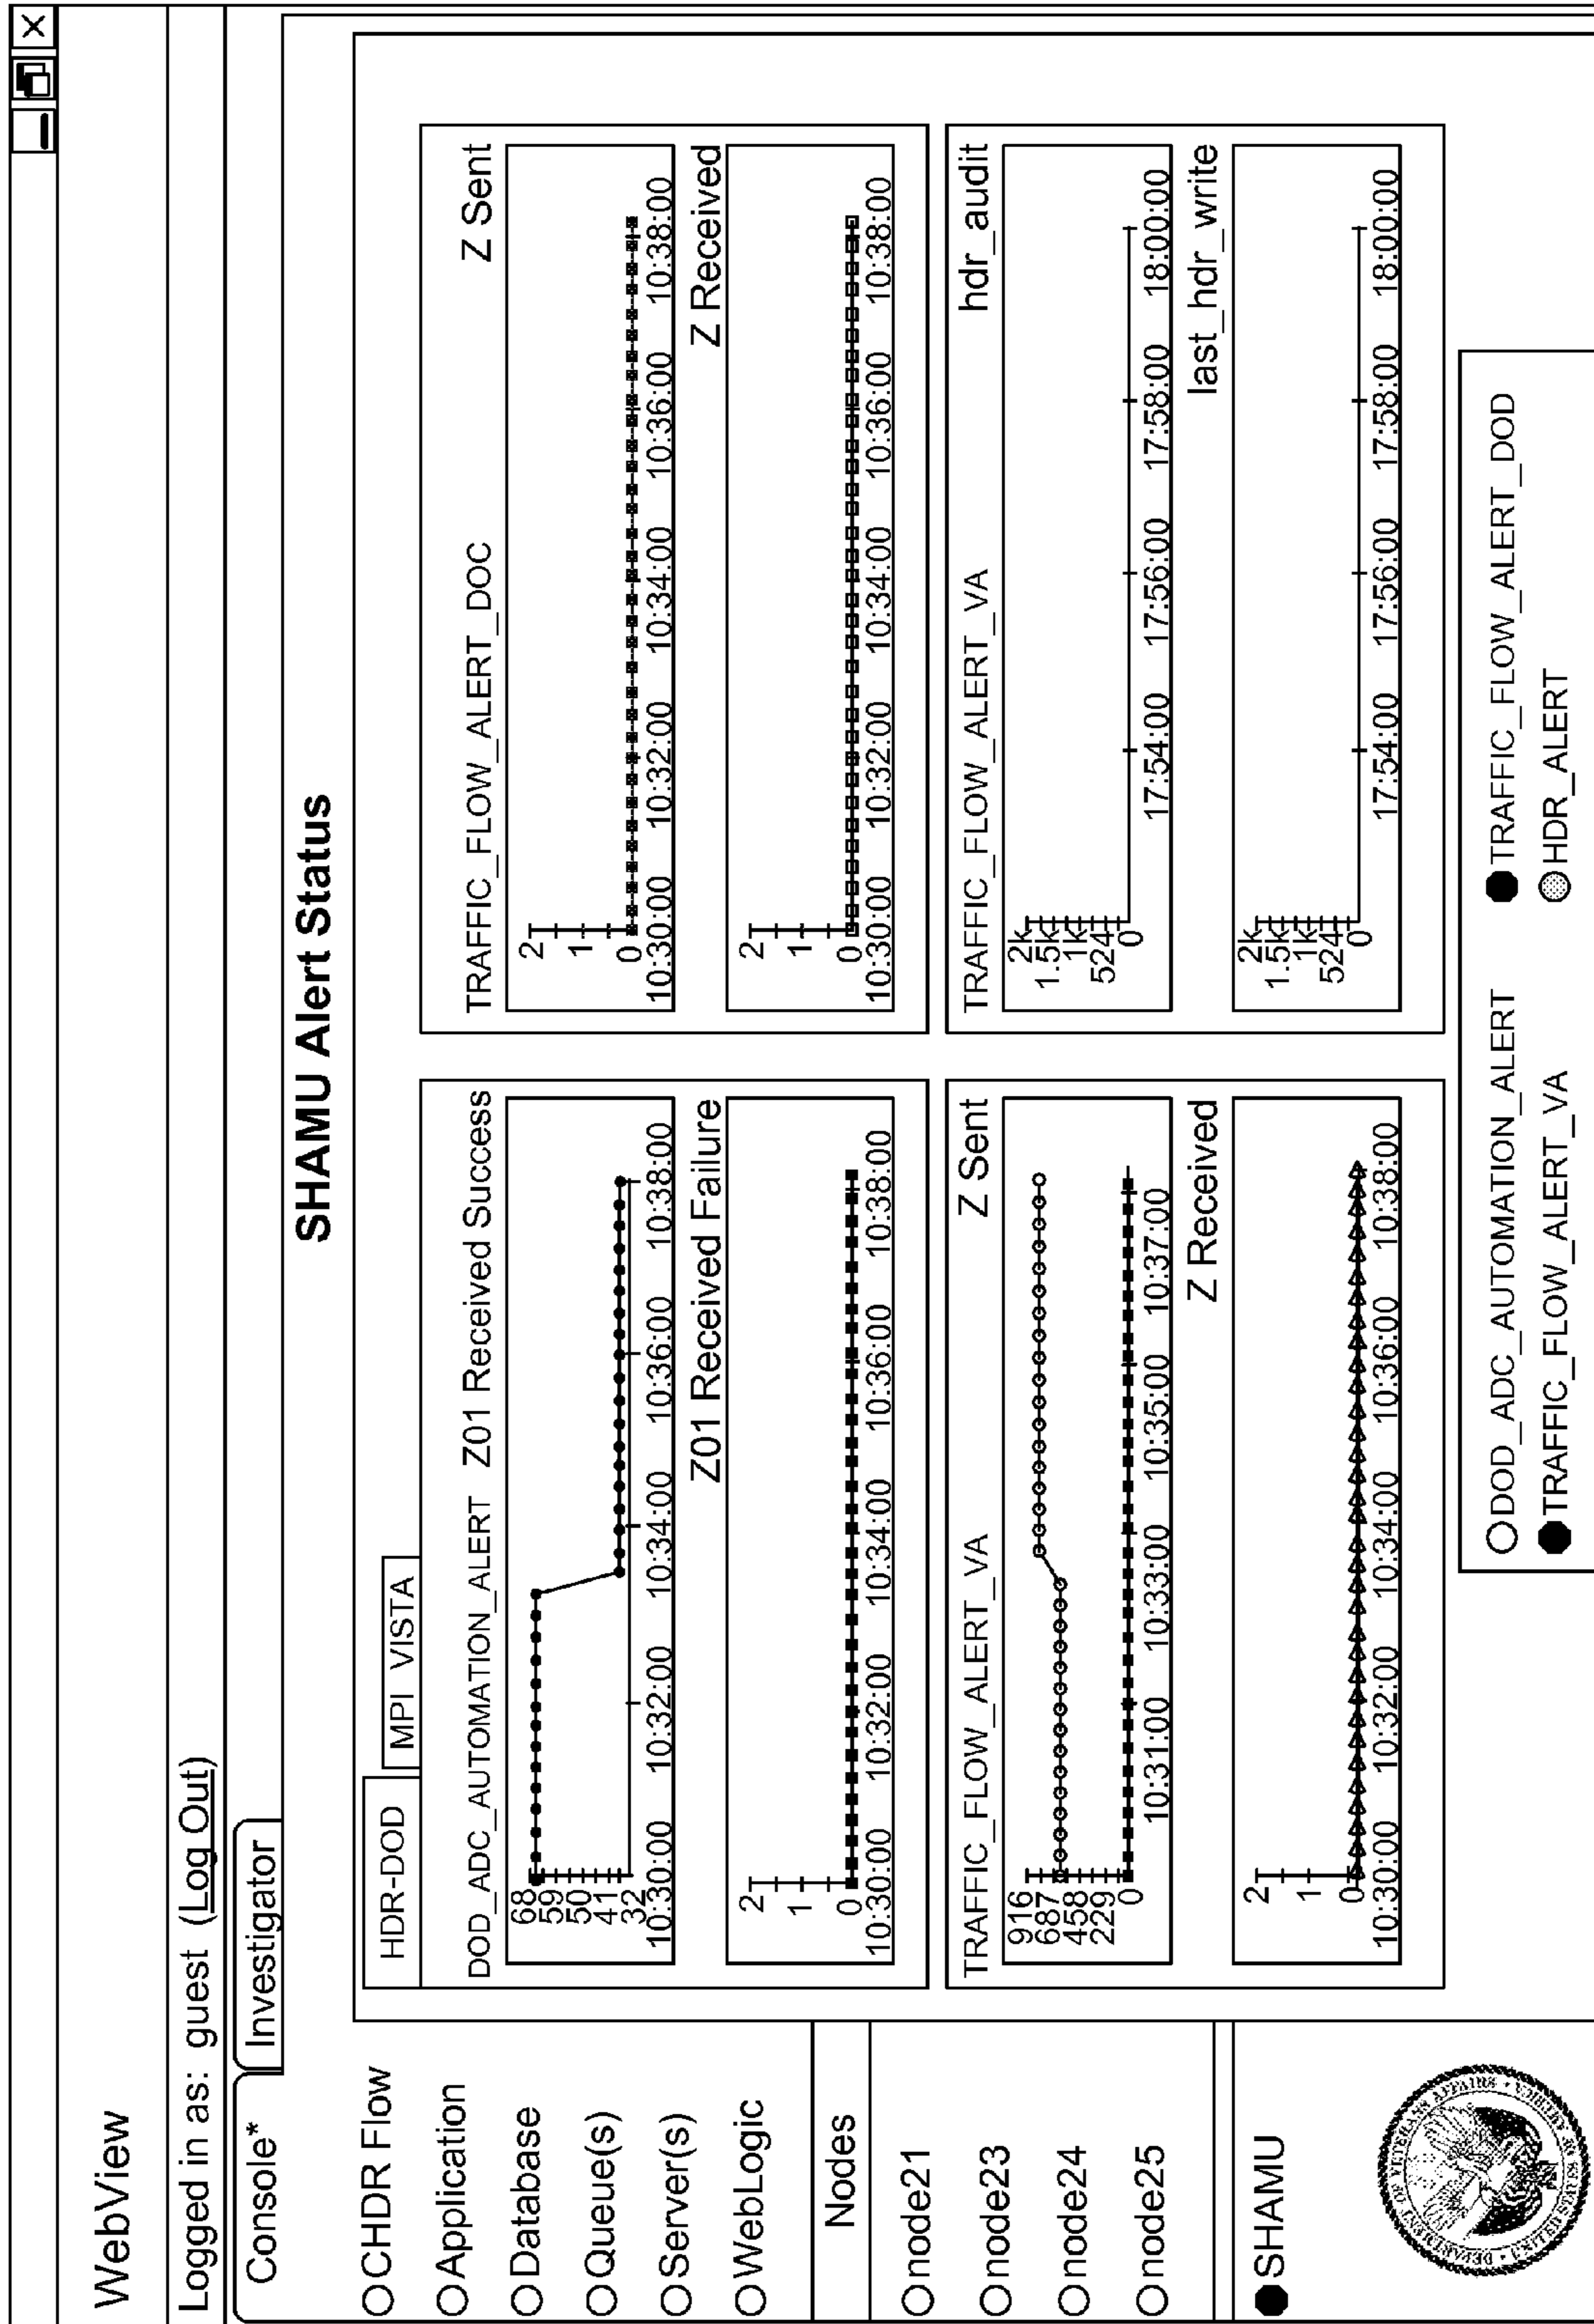 WebView
Logged in as: guest (Log Out)
Console*
Investigator
SHAMU Alert Status
CHDR Flow
Application
Database
Queue(s)
Server(s)
WebLogic
Nodes
node21
node23
node24
node25
SHAMU
DEPARTMENT OF VETERANS AFFAIRS
UNITED STATES
HDR-DOD
MPI VISTA
DOD_ADC_AUTOMATION_ALERT Z01 Received Success
68
59
50
41
32
10:30:00 10:32:00 10:34:00 10:36:00 10:38:00
Z01 Received Failure
2
1
0
10:30:00 10:32:00 10:34:00 10:36:00 10:38:00
TRAFFIC_FLOW_ALERT_DOC Z Sent
2
1
0
10:30:00 10:32:00 10:34:00 10:36:00 10:38:00
Z Received
2
1
0
10:30:00 10:32:00 10:34:00 10:36:00 10:38:00
TRAFFIC_FLOW_ALERT_VA Z Sent
916
687
458
229
0
10:31:00 10:33:00 10:35:00 10:37:00
Z Received
2
1
0
10:30:00 10:32:00 10:34:00 10:36:00 10:38:00
TRAFFIC_FLOW_ALERT_VA hdr_audit
2k
1.5k
1k
524
0
17:54:00 17:56:00 17:58:00 18:00:00
last_hdr_write
2k
1.5k
1k
524
0
17:54:00 17:56:00 17:58:00 18:00:00
DOD_ADC_AUTOMATION_ALERT TRAFFIC_FLOW_ALERT_DOD
TRAFFIC_FLOW_ALERT_VA HDR_ALERT